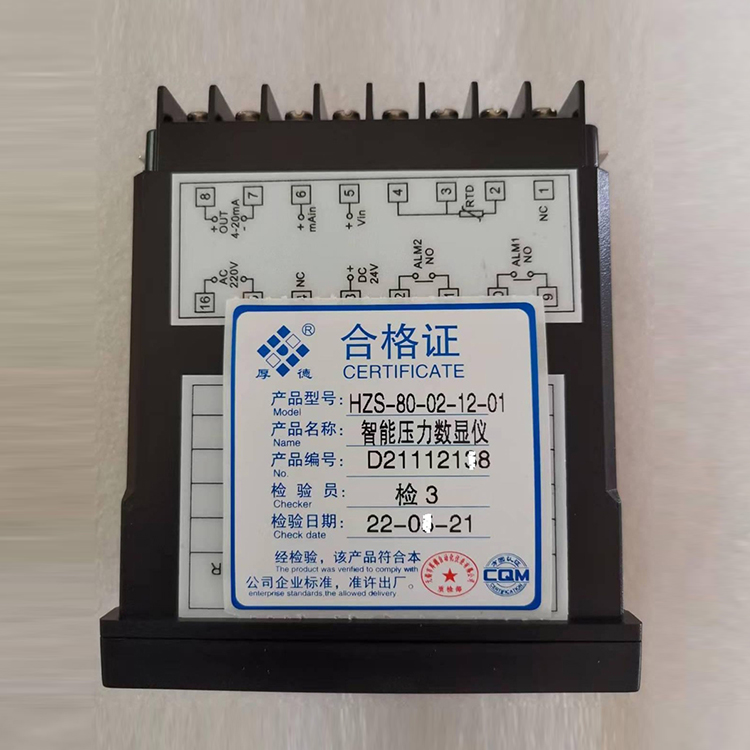 8 7 6 5 4 3 2 1
+ - + +
OUT mAin Vin RTD NC
4-20mA
AC NC + ALM2 ALM1
220V DC NO NO
24V
16 9
厚德 ®
合格证
CERTIFICATE
产品型号: HZS-80-02-12-01
Model
产品名称: 智能压力数显仪
Name
产品编号: D211121
No.
检验员: 检3
Checker
检验日期: 22-0 -21
Check date
经检验，该产品符合本
The product was verified to comply with
公司企业标准，准许出厂。
enterprise standards,the allowed delivery
CQM
CERTIFICATION
R